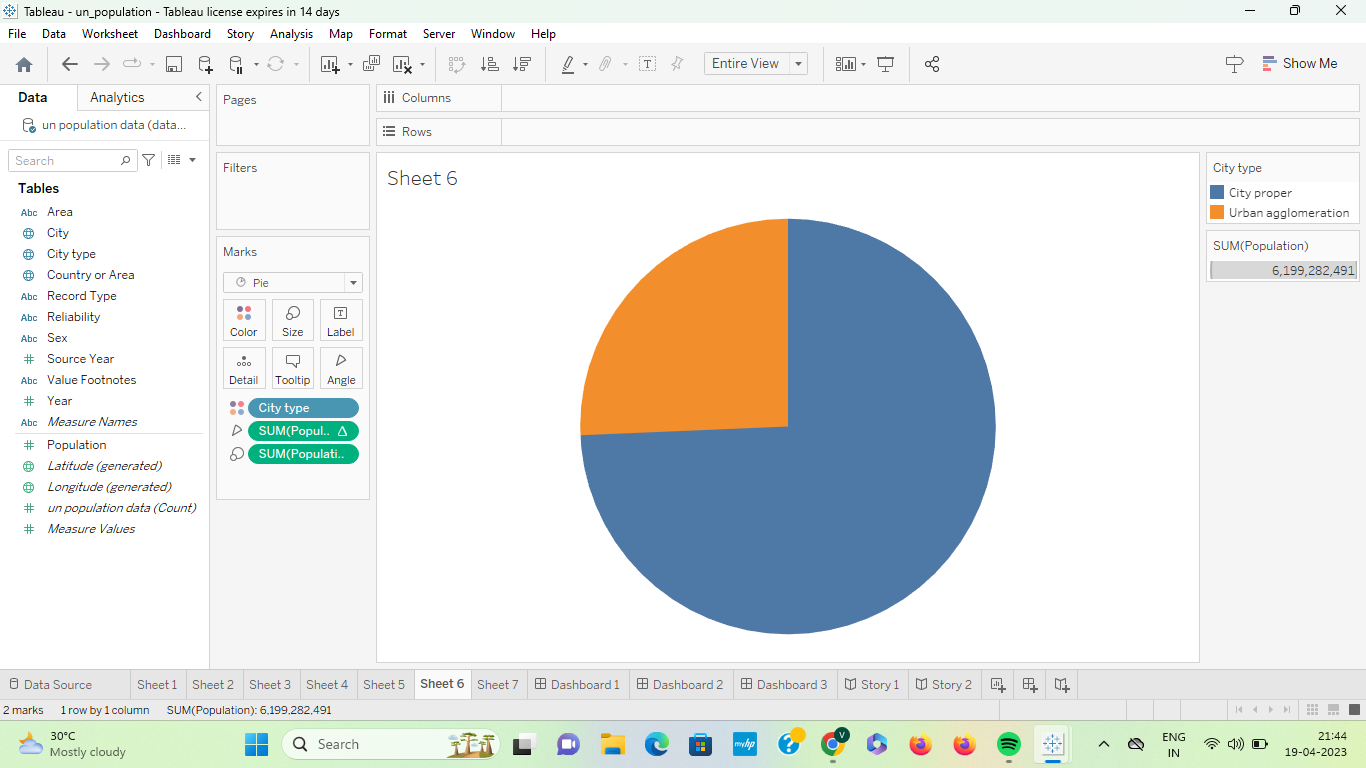 Tableau - un_population - Tableau license expires in 14 days
File Data Worksheet Dashboard Story Analysis Map Format Server Window Help
Entire View
Show Me
Data Analytics
un population data (data...
Search
Tables
Abc Area
City
City type
Country or Area
Abc Record Type
Abc Reliability
Abc Sex
Source Year
Abc Value Footnotes
Year
Abc Measure Names
Population
Latitude (generated)
Longitude (generated)
un population data (Count)
Measure Values
Pages
Filters
Marks
Pie
Color Size Label
Detail Tooltip Angle
City type
SUM(Popul..
SUM(Populati..
Columns
Rows
Sheet 6
City type
City proper
Urban agglomeration
SUM(Population)
6,199,282,491
Data Source Sheet 1 Sheet 2 Sheet 3 Sheet 4 Sheet 5 Sheet 6 Sheet 7 Dashboard 1 Dashboard 2 Dashboard 3 Story 1 Story 2
2 marks 1 row by 1 column SUM(Population): 6,199,282,491
30°C
Mostly cloudy
Search
myhp
V
ENG
IN
21:44
19-04-2023